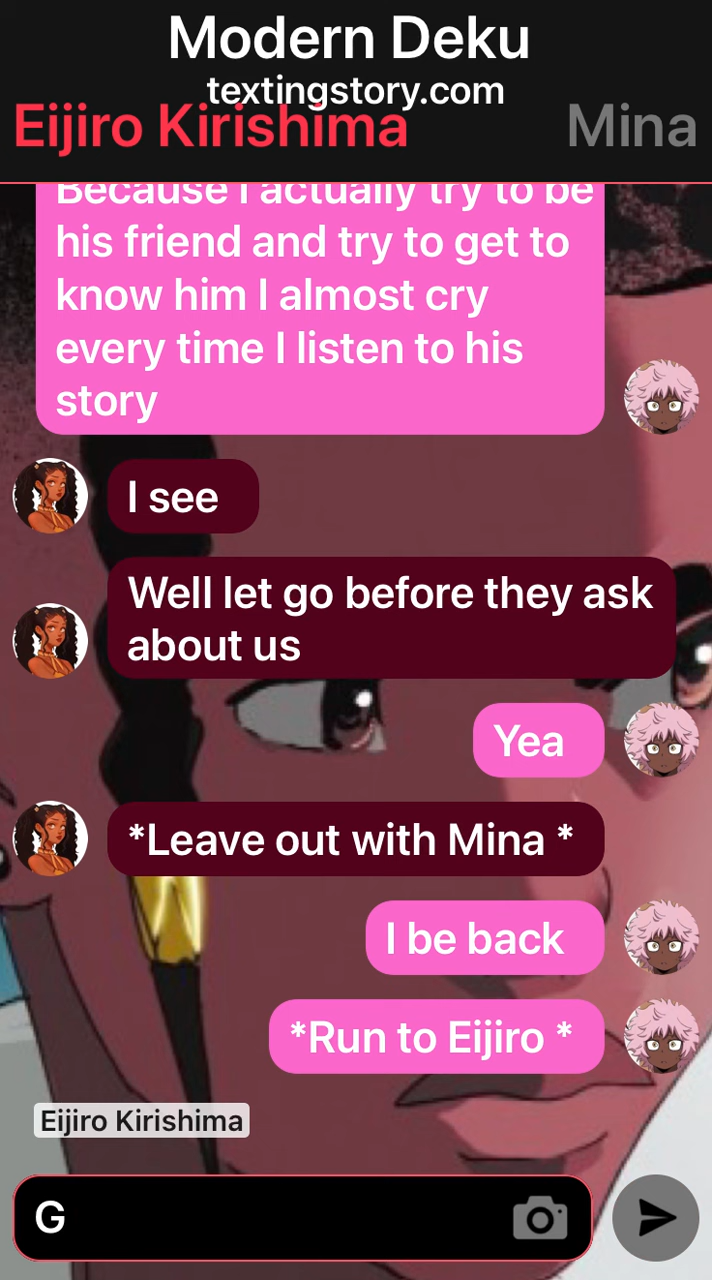 Modern Deku
textingstory.com
Eijiro Kirishima
Mina
Because I actually try to be
his friend and try to get to
know him I almost cry
every time I listen to his
story
I see
Well let go before they ask
about us
Yea
*Leave out with Mina *
I be back
*Run to Eijiro *
Eijiro Kirishima
G